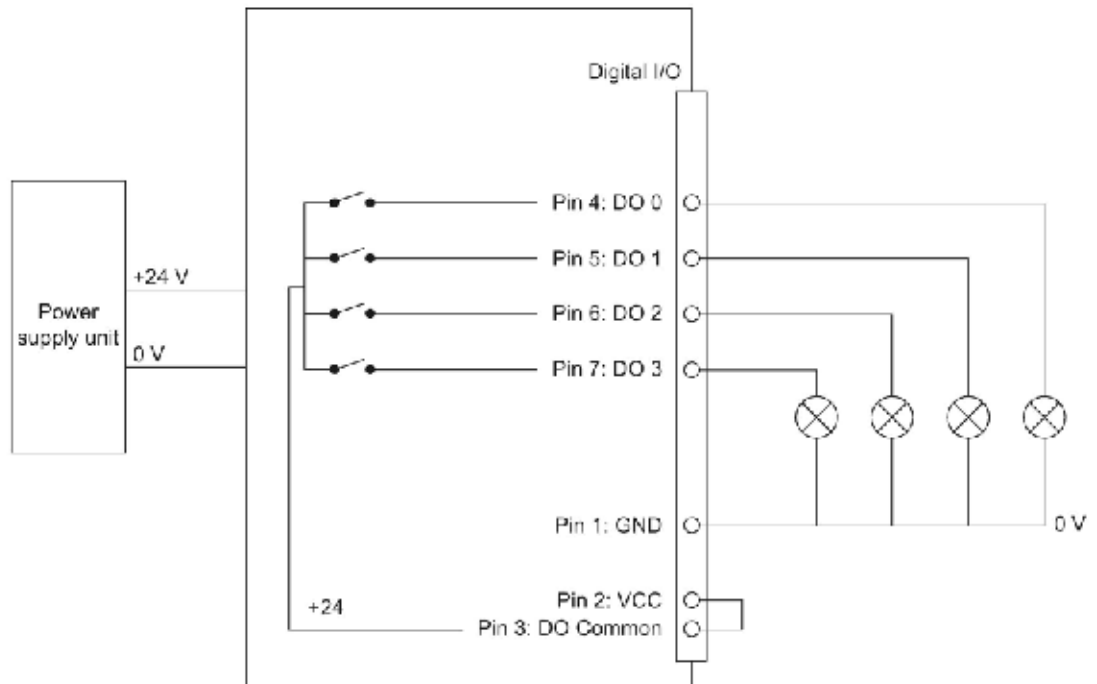 Digital I/O
Pin 4: DO 0
Pin 5: DO 1
+24 V
Power
supply unit
Pin 6: DO 2
0 V
Pin 7: DO 3
Pin 1: GND
0 V
Pin 2: VCC
+24
Pin 3: DO Common